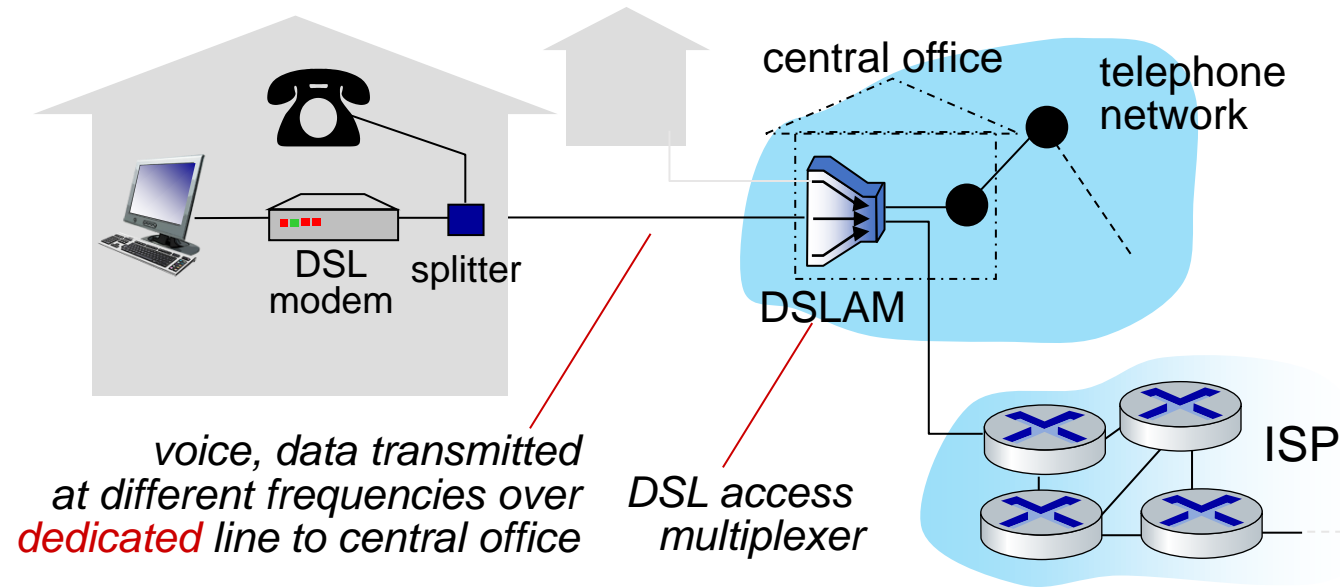 central office
telephone
network
DSL
modem
splitter
DSLAM
ISP
voice, data transmitted
at different frequencies over
dedicated line to central office
DSL access
multiplexer